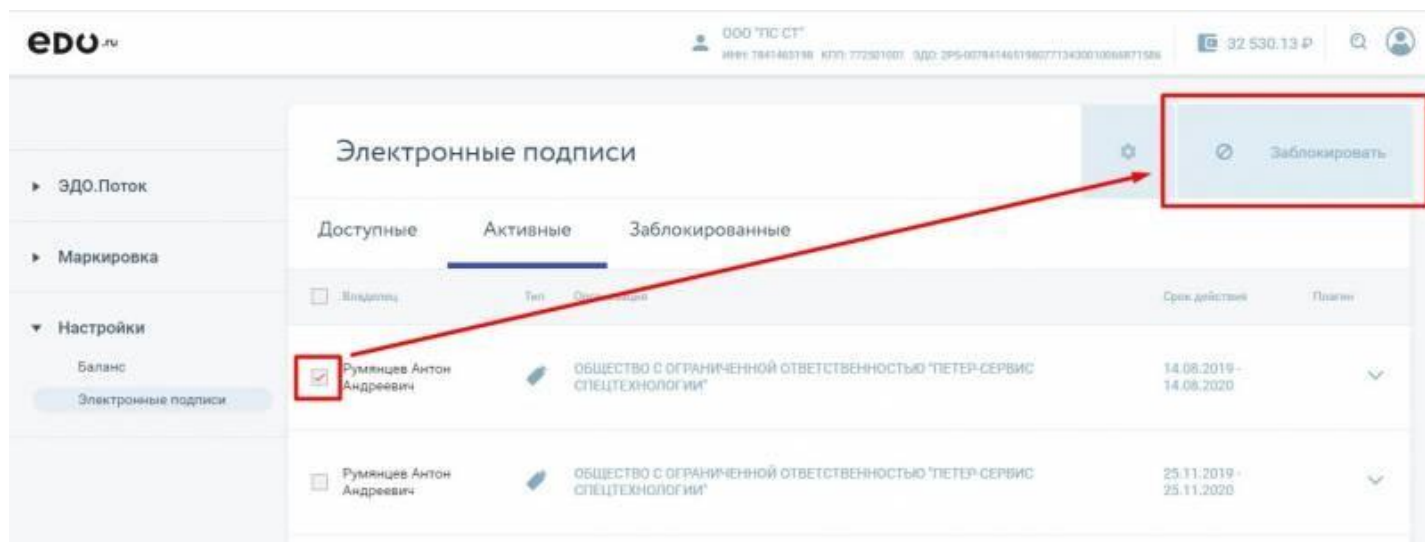 edo.ru
ООО "ПС СТ"
32 530.13 ₽
Электронные подписи
Заблокировать
ЭДО.Поток
Доступные Активные Заблокированные
Маркировка
Владелец Тип Организация Срок действия Плагин
Настройки
Баланс
Электронные подписи
Румянцев Антон
Андреевич
ОБЩЕСТВО С ОГРАНИЧЕННОЙ ОТВЕТСТВЕННОСТЬЮ "ПЕТЕР-СЕРВИС
СПЕЦТЕХНОЛОГИИ"
14.08.2019 -
14.08.2020
Румянцев Антон
Андреевич
ОБЩЕСТВО С ОГРАНИЧЕННОЙ ОТВЕТСТВЕННОСТЬЮ "ПЕТЕР-СЕРВИС
СПЕЦТЕХНОЛОГИИ"
25.11.2019 -
25.11.2020